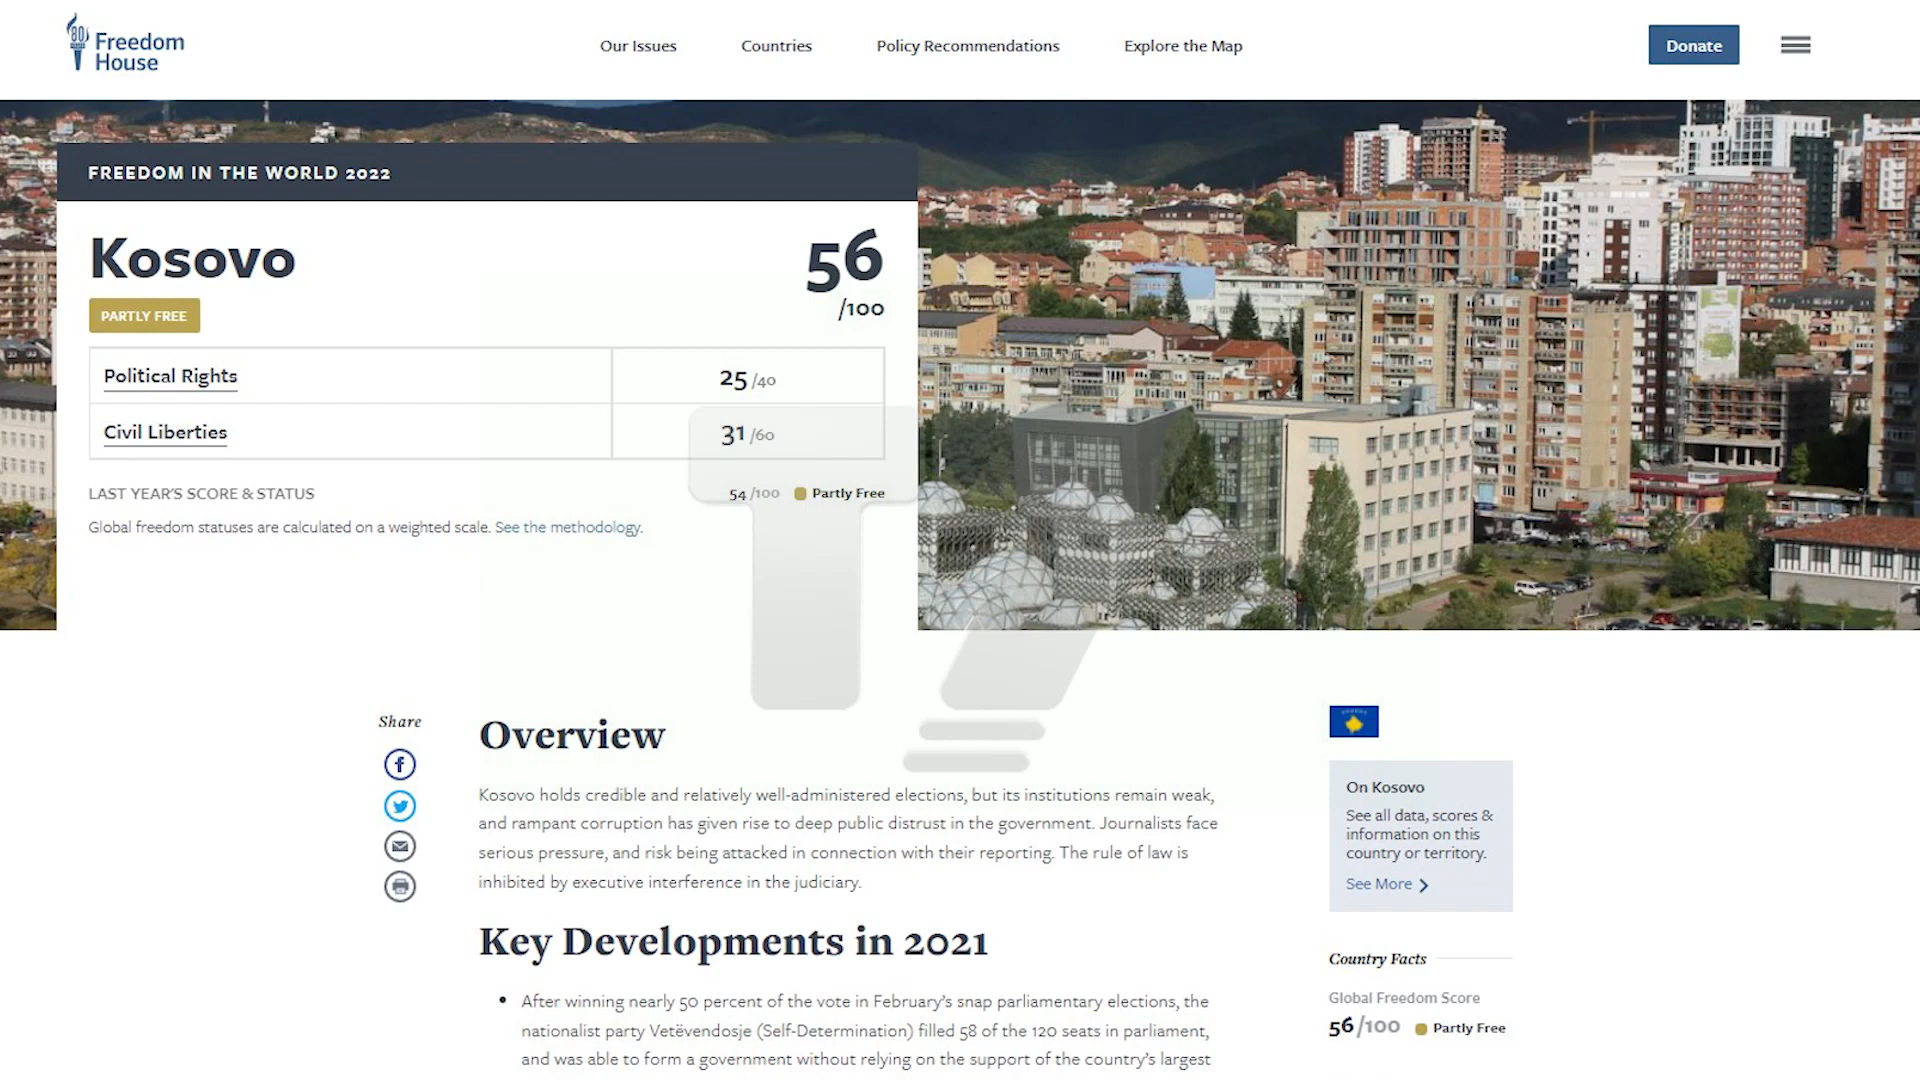 80
Freedom
House
Our Issues
Countries
Policy Recommendations
Explore the Map
Donate
FREEDOM IN THE WORLD 2022
Kosovo
56
/100
PARTLY FREE
Political Rights
25 /40
Civil Liberties
31 /60
LAST YEAR'S SCORE & STATUS
54 /100 Partly Free
Global freedom statuses are calculated on a weighted scale. See the methodology.
Share
Overview
Kosovo holds credible and relatively well-administered elections, but its institutions remain weak,
and rampant corruption has given rise to deep public distrust in the government. Journalists face
serious pressure, and risk being attacked in connection with their reporting. The rule of law is
inhibited by executive interference in the judiciary.
Key Developments in 2021
• After winning nearly 50 percent of the vote in February's snap parliamentary elections, the
nationalist party Vetëvendosje (Self-Determination) filled 58 of the 120 seats in parliament,
and was able to form a government without relying on the support of the country's largest
On Kosovo
See all data, scores &
information on this
country or territory.
See More
Country Facts
Global Freedom Score
56/100 Partly Free